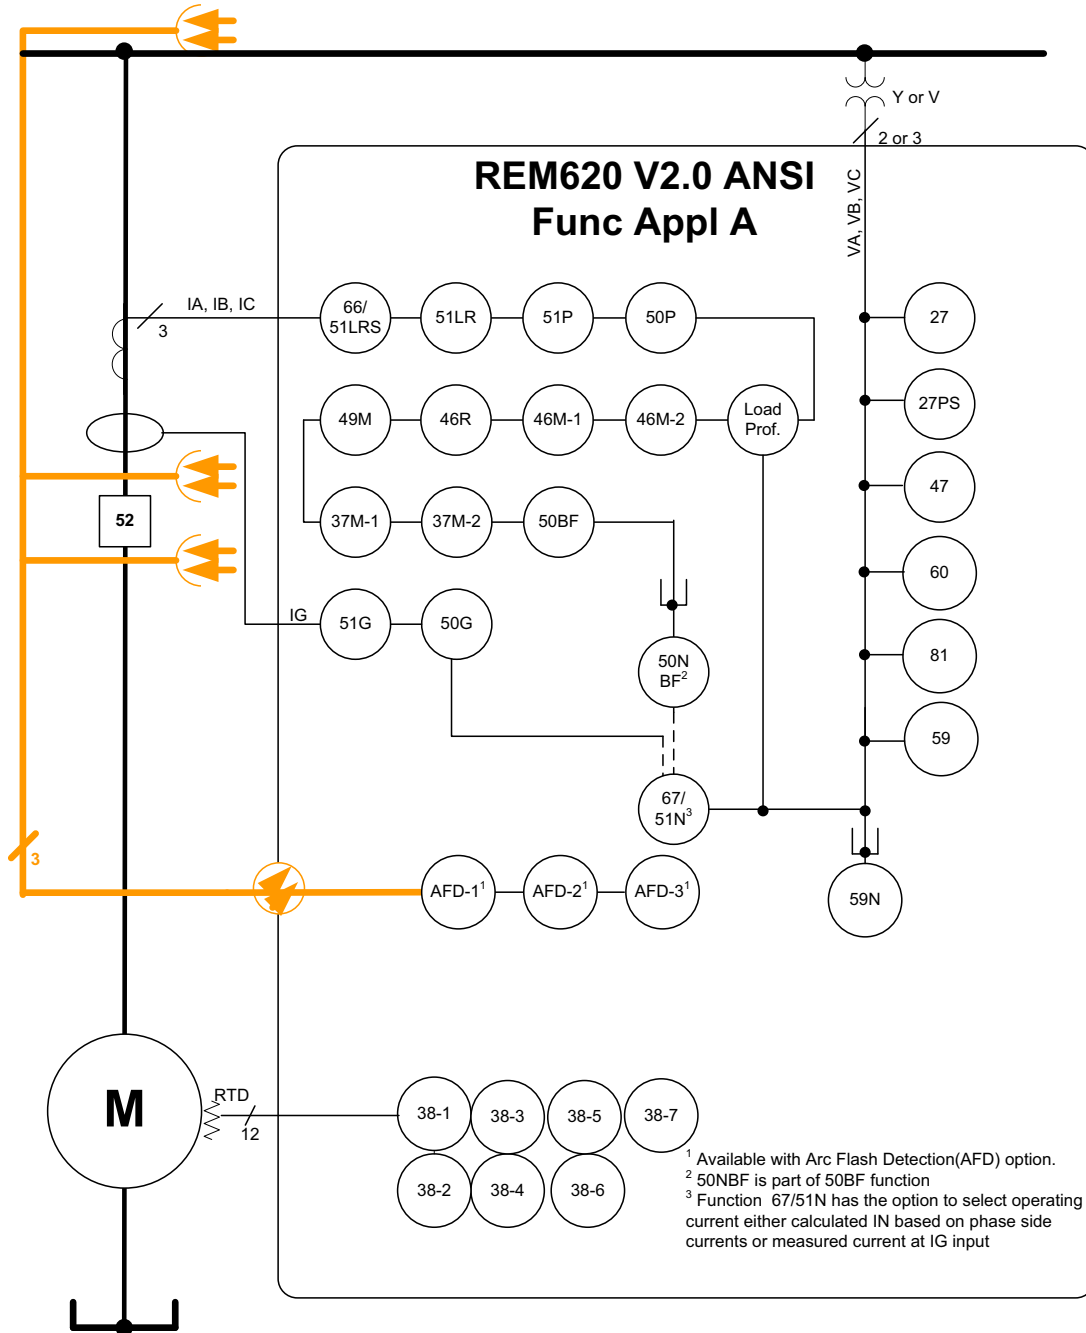 Y or V
2 or 3
REM620 V2.0 ANSI
Func Appl A
VA, VB, VC
IA, IB, IC
3
66/
51LRS
51LR
51P
50P
27
49M
46R
46M-1
46M-2
Load
Prof.
27PS
47
52
37M-1
37M-2
50BF
60
IG
51G
50G
50N
BF²
81
59
67/
51N³
3
AFD-1¹
AFD-2¹
AFD-3¹
59N
M
RTD
12
38-1
38-3
38-5
38-7
38-2
38-4
38-6
¹ Available with Arc Flash Detection(AFD) option.
² 50NBF is part of 50BF function
³ Function 67/51N has the option to select operating
current either calculated IN based on phase side
currents or measured current at IG input